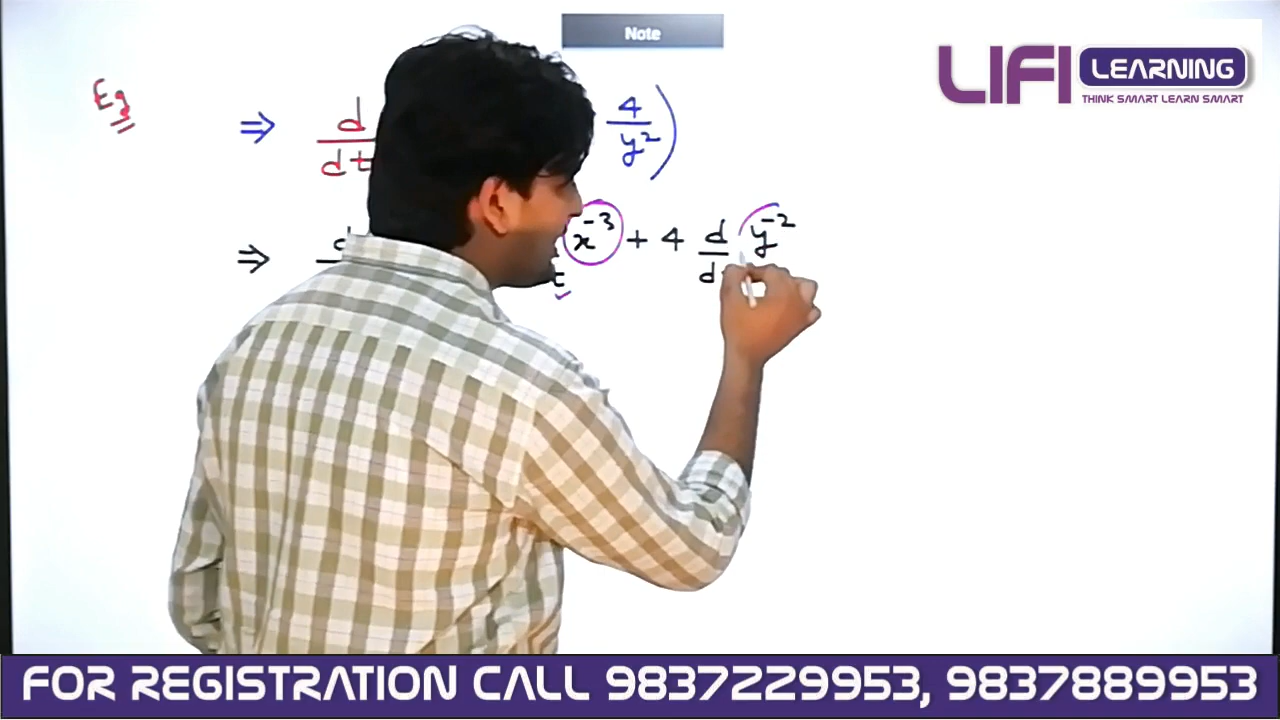 Note
LIFI LEARNING
THINK SMART LEARN SMART
Eg
⇒ d/dt 4/y²)
⇒ d x⁻³ + 4 d/d y⁻²
t
FOR REGISTRATION CALL 9837229953, 9837889953